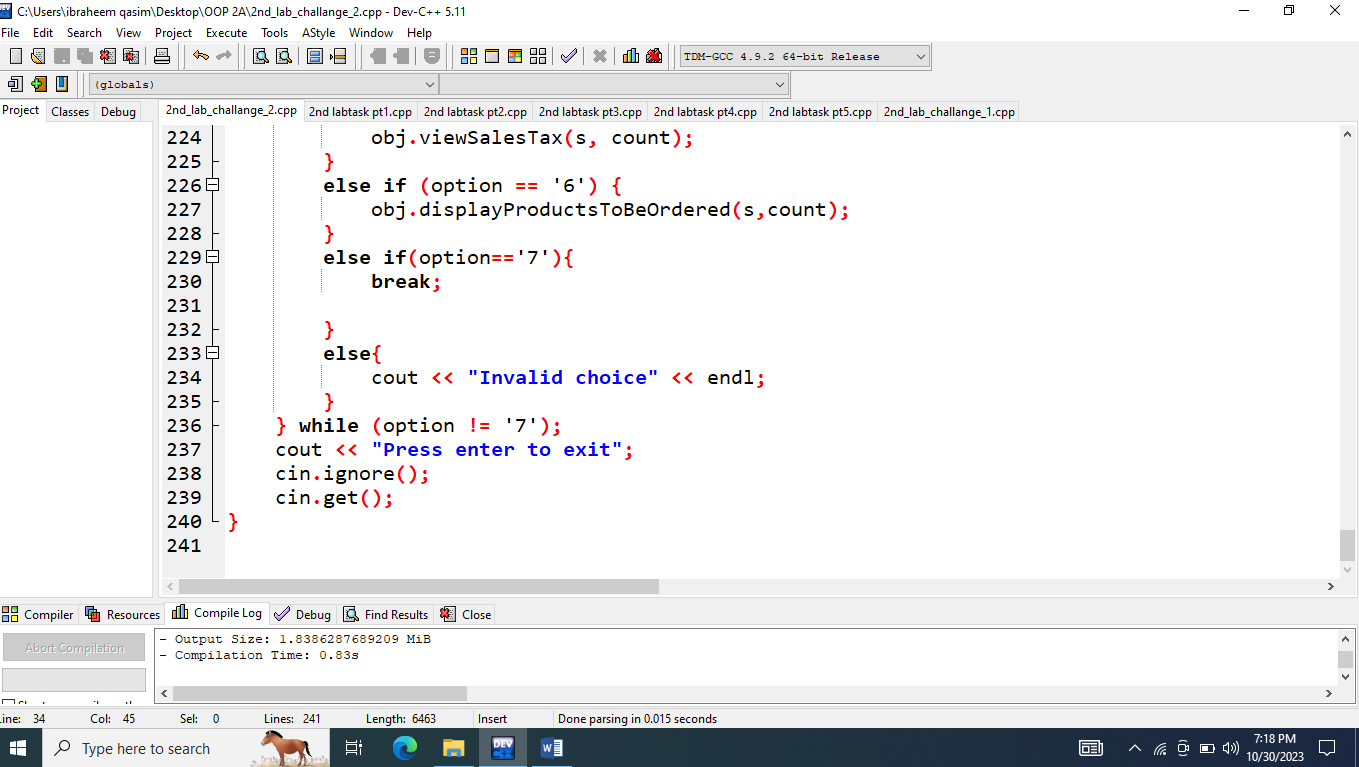 C:\Users\ibraheem qasim\Desktop\OOP 2A\2nd_lab_challange_2.cpp - Dev-C++ 5.11
File Edit Search View Project Execute Tools AStyle Window Help
TDM-GCC 4.9.2 64-bit Release
(globals)
Project Classes Debug
2nd_lab_challange_2.cpp 2nd labtask pt1.cpp 2nd labtask pt2.cpp 2nd labtask pt3.cpp 2nd labtask pt4.cpp 2nd labtask pt5.cpp 2nd_lab_challange_1.cpp
224 obj.viewSalesTax(s, count);
225 }
226 else if (option == '6') {
227 obj.displayProductsToBeOrdered(s,count);
228 }
229 else if(option=='7'){
230 break;
231
232 }
233 else{
234 cout << "Invalid choice" << endl;
235 }
236 } while (option != '7');
237 cout << "Press enter to exit";
238 cin.ignore();
239 cin.get();
240 }
241
Compiler Resources Compile Log Debug Find Results Close
Abort Compilation
- Output Size: 1.8386287689209 MiB
- Compilation Time: 0.83s
Line: 34 Col: 45 Sel: 0 Lines: 241 Length: 6463 Insert Done parsing in 0.015 seconds
Type here to search
DEV
W
7:18 PM
10/30/2023